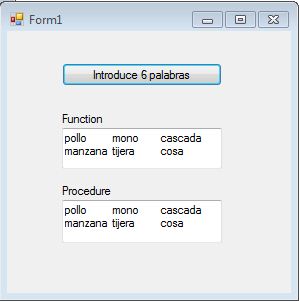 Form1
Introduce 6 palabras
Function
pollo mono cascada
manzana tijera cosa
Procedure
pollo mono cascada
manzana tijera cosa